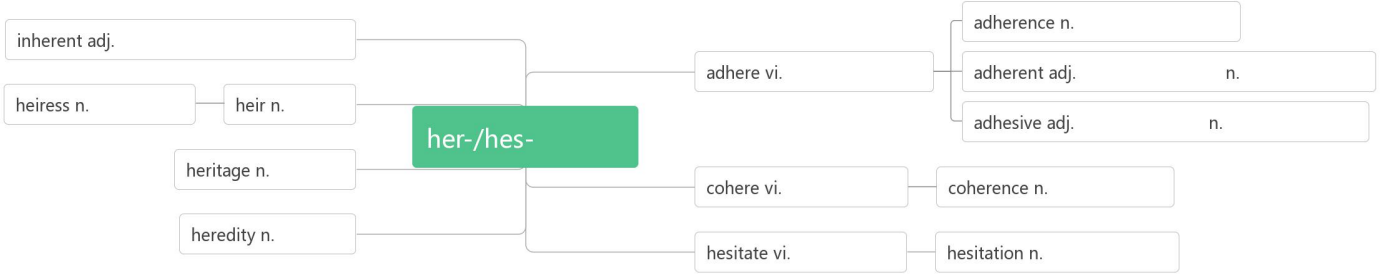 her-/hes-
adhere vi.
adherence n.
adherent adj. n.
adhesive adj. n.
cohere vi.
coherence n.
hesitate vi.
hesitation n.
inherent adj.
heir n.
heiress n.
heritage n.
heredity n.